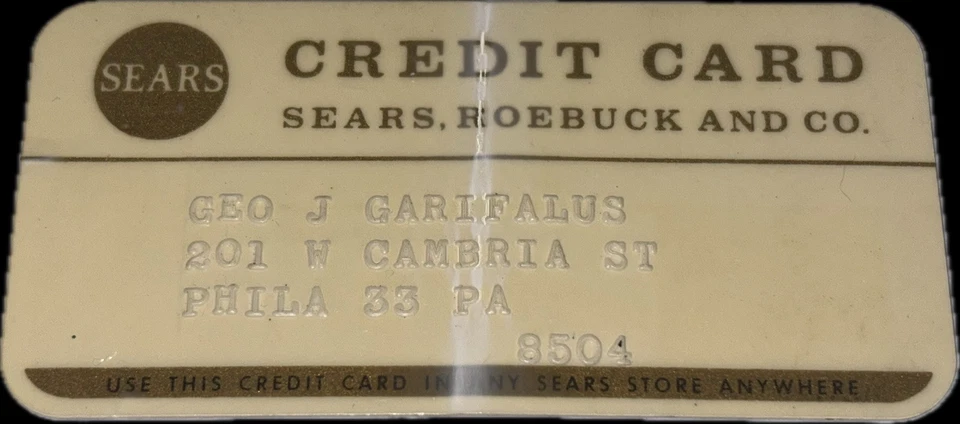 SEARS
CREDIT CARD
SEARS, ROEBUCK AND CO.
GEO J GARIFALUS
201 W CAMBRIA ST
PHILA 33 PA
8504
USE THIS CREDIT CARD IN ANY SEARS STORE ANYWHERE